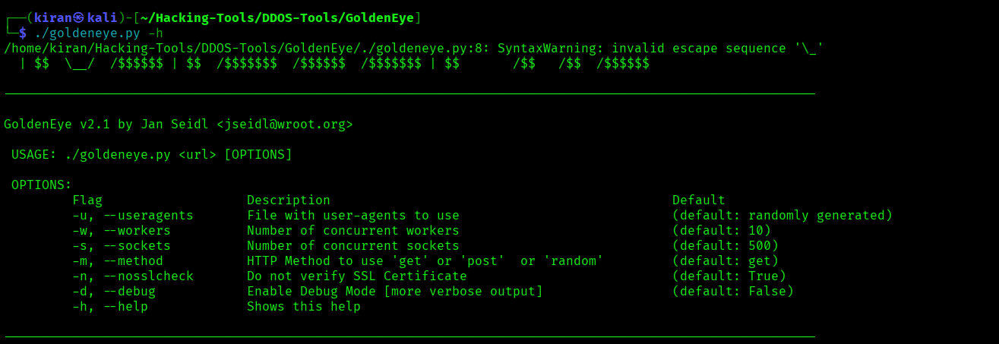 ┌──(kiran㉿kali)-[~/Hacking-Tools/DDOS-Tools/GoldenEye]
└─$ ./goldeneye.py -h
/home/kiran/Hacking-Tools/DDOS-Tools/GoldenEye/./goldeneye.py:8: SyntaxWarning: invalid escape sequence '\_'
  | $$  \__/  /$$$$$$ | $$  /$$$$$$$  /$$$$$$  /$$$$$$$ | $$       /$$   /$$  /$$$$$$
GoldenEye v2.1 by Jan Seidl <jseidl@wroot.org>
USAGE: ./goldeneye.py <url> [OPTIONS]
OPTIONS:
Flag Description Default
-u, --useragents File with user-agents to use (default: randomly generated)
-w, --workers Number of concurrent workers (default: 10)
-s, --sockets Number of concurrent sockets (default: 500)
-m, --method HTTP Method to use 'get' or 'post'  or 'random' (default: get)
-n, --nosslcheck Do not verify SSL Certificate (default: True)
-d, --debug Enable Debug Mode [more verbose output] (default: False)
-h, --help Shows this help